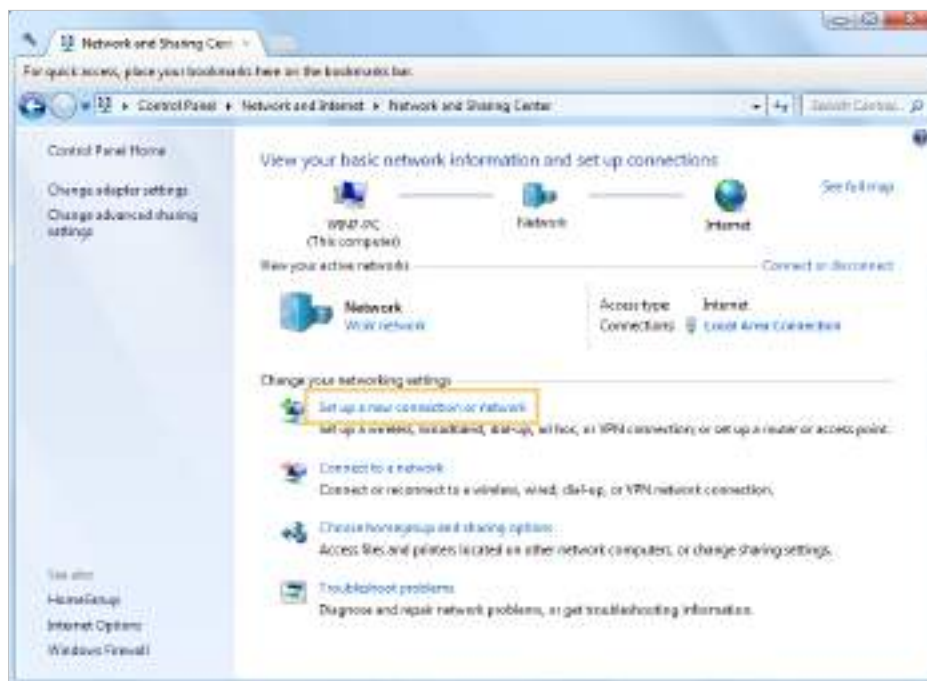 Network and Sharing Cen
For quick access, place your bookmarks here on the bookmarks bar.
Control Panel Network and Internet Network and Sharing Center
Search Control
Control Panel Home
Change adapter settings
Change advanced sharing
settings
View your basic network information and set up connections
See full map
WIN7-PC
(This computer)
Network
Internet
View your active networks
Connect or disconnect
Network
Work network
Access type Internet
Connections Local Area Connection
Change your networking settings
Set up a new connection or network
Set up a wireless, broadband, dial-up, ad hoc, or VPN connection; or set up a router or access point.
Connect to a network
Connect or reconnect to a wireless, wired, dial-up, or VPN network connection.
Choose homegroup and sharing options
Access files and printers located on other network computers, or change sharing settings.
Troubleshoot problems
Diagnose and repair network problems, or get troubleshooting information.
See also
HomeGroup
Internet Options
Windows Firewall